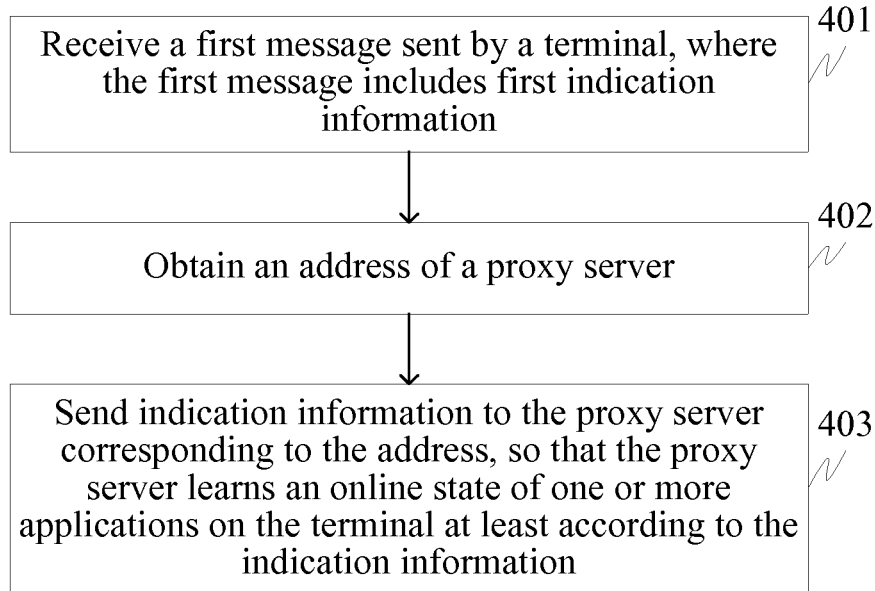 401
Receive a first message sent by a terminal, where
the first message includes first indication
information
402
Obtain an address of a proxy server
403
Send indication information to the proxy server
corresponding to the address, so that the proxy
server learns an online state of one or more
applications on the terminal at least according to the
indication information